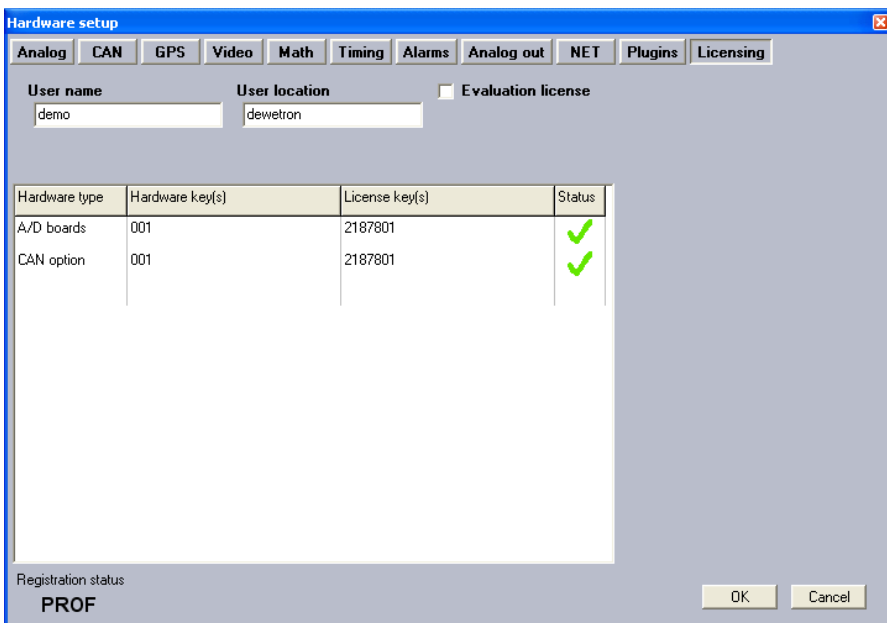 Hardware setup
Analog CAN GPS Video Math Timing Alarms Analog out NET Plugins Licensing
User name User location Evaluation license
demo dewetron
Hardware type Hardware key(s) License key(s) Status
A/D boards 001 2187801
CAN option 001 2187801
Registration status
PROF
OK Cancel